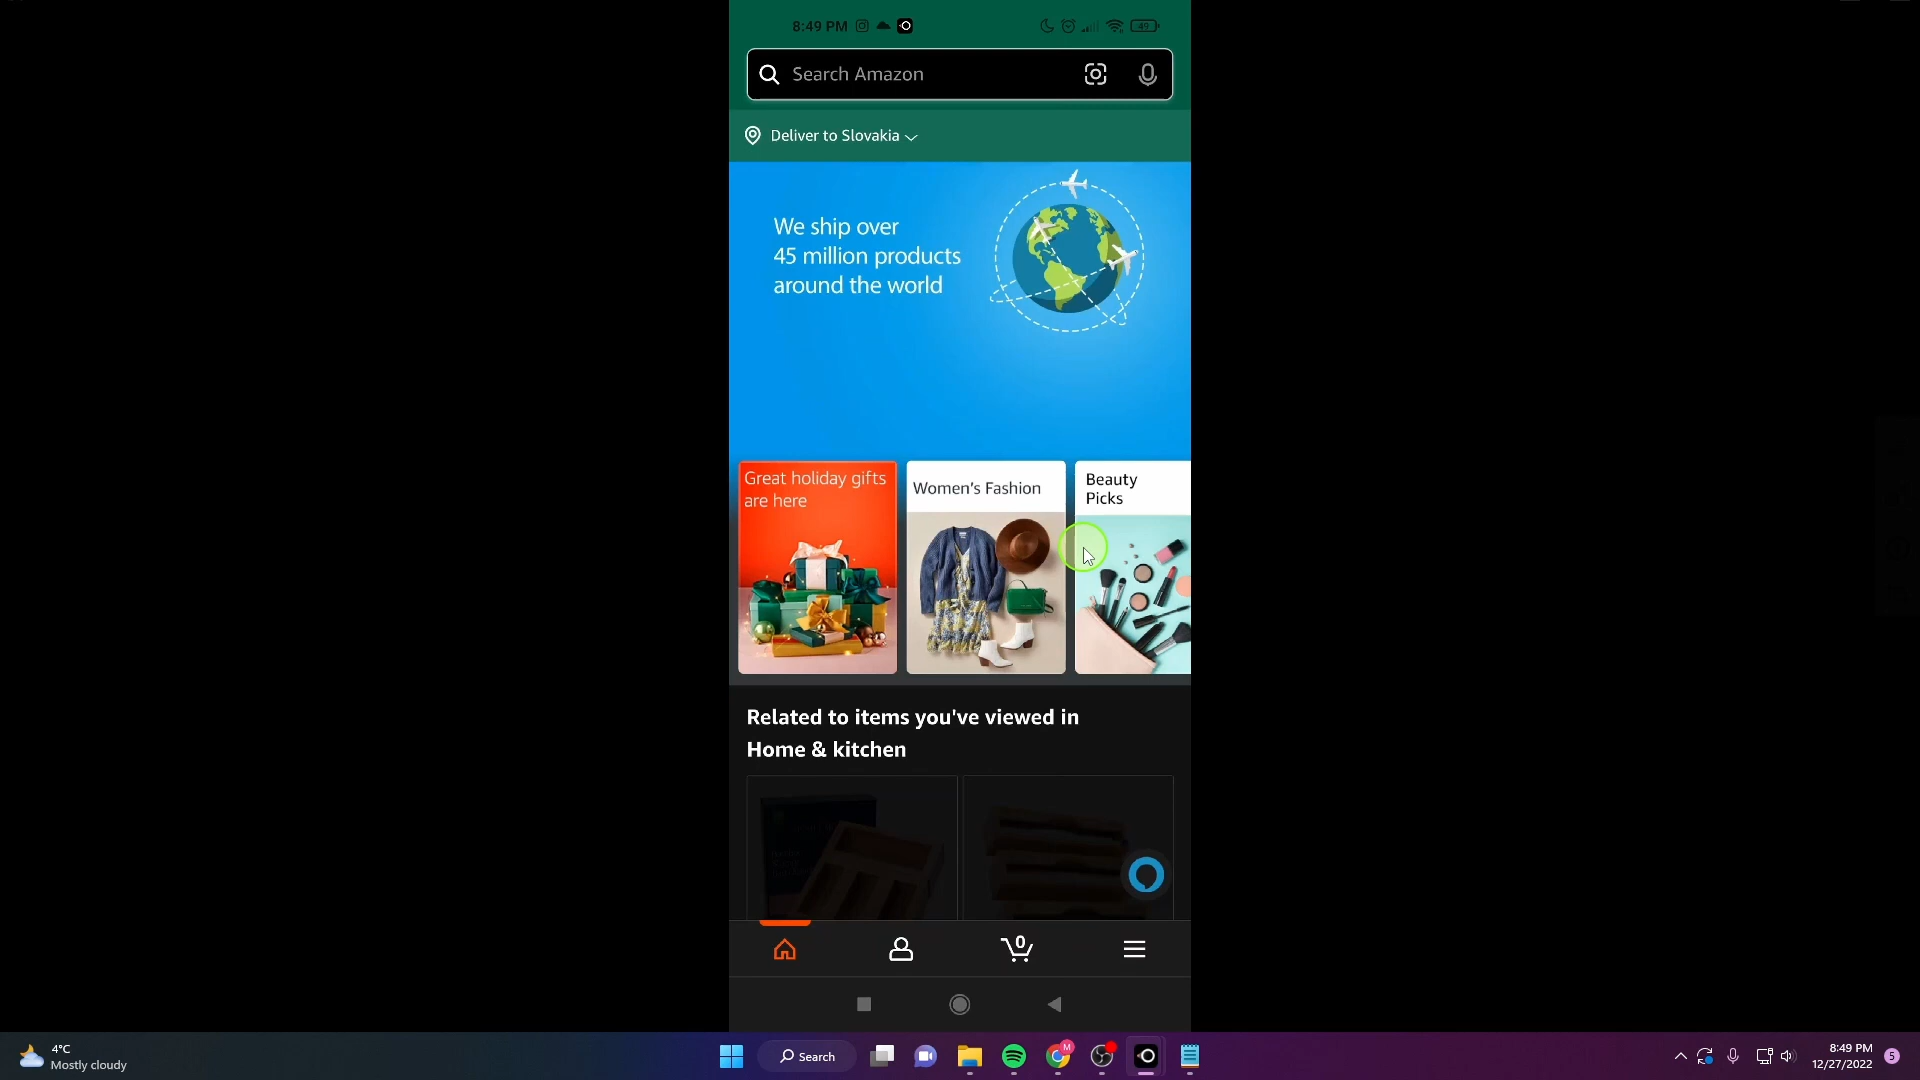 8:49 PM
49
Search Amazon
Deliver to Slovakia
We ship over
45 million products
around the world
Great holiday gifts
are here
Women's Fashion
Beauty
Picks
Related to items you've viewed in
Home & kitchen
0
4°C
Mostly cloudy
Search
M
8:49 PM
12/27/2022
5